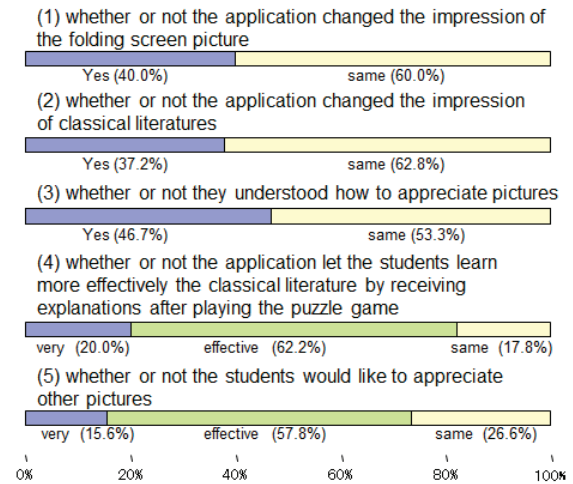 (1) whether or not the application changed the impression of
the folding screen picture
Yes (40.0%) same (60.0%)
(2) whether or not the application changed the impression
of classical literatures
Yes (37.2%) same (62.8%)
(3) whether or not they understood how to appreciate pictures
Yes (46.7%) same (53.3%)
(4) whether or not the application let the students learn
more effectively the classical literature by receiving
explanations after playing the puzzle game
very (20.0%) effective (62.2%) same (17.8%)
(5) whether or not the students would like to appreciate
other pictures
very (15.6%) effective (57.8%) same (26.6%)
0% 20% 40% 60% 80% 100%